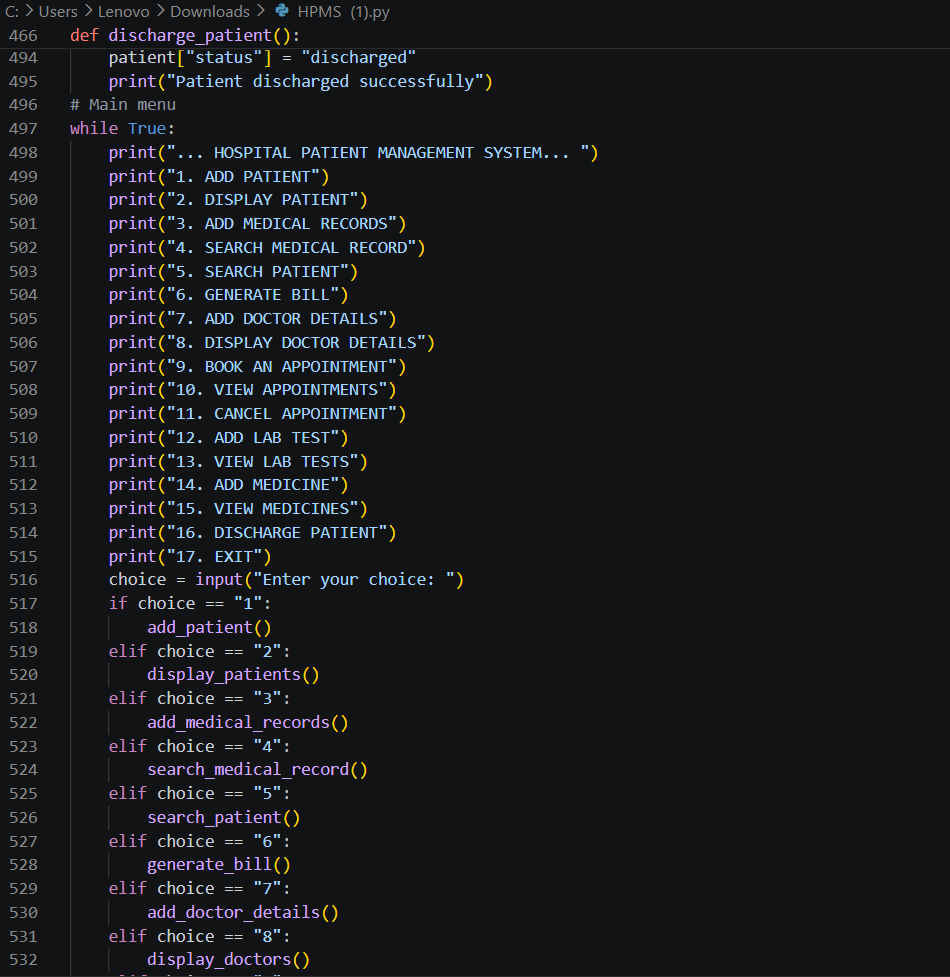 C: > Users > Lenovo > Downloads > HPMS (1).py
466 def discharge_patient():
494 patient["status"] = "discharged"
495 print("Patient discharged successfully")
496 # Main menu
497 while True:
498 print("... HOSPITAL PATIENT MANAGEMENT SYSTEM... ")
499 print("1. ADD PATIENT")
500 print("2. DISPLAY PATIENT")
501 print("3. ADD MEDICAL RECORDS")
502 print("4. SEARCH MEDICAL RECORD")
503 print("5. SEARCH PATIENT")
504 print("6. GENERATE BILL")
505 print("7. ADD DOCTOR DETAILS")
506 print("8. DISPLAY DOCTOR DETAILS")
507 print("9. BOOK AN APPOINTMENT")
508 print("10. VIEW APPOINTMENTS")
509 print("11. CANCEL APPOINTMENT")
510 print("12. ADD LAB TEST")
511 print("13. VIEW LAB TESTS")
512 print("14. ADD MEDICINE")
513 print("15. VIEW MEDICINES")
514 print("16. DISCHARGE PATIENT")
515 print("17. EXIT")
516 choice = input("Enter your choice: ")
517 if choice == "1":
518 add_patient()
519 elif choice == "2":
520 display_patients()
521 elif choice == "3":
522 add_medical_records()
523 elif choice == "4":
524 search_medical_record()
525 elif choice == "5":
526 search_patient()
527 elif choice == "6":
528 generate_bill()
529 elif choice == "7":
530 add_doctor_details()
531 elif choice == "8":
532 display_doctors()